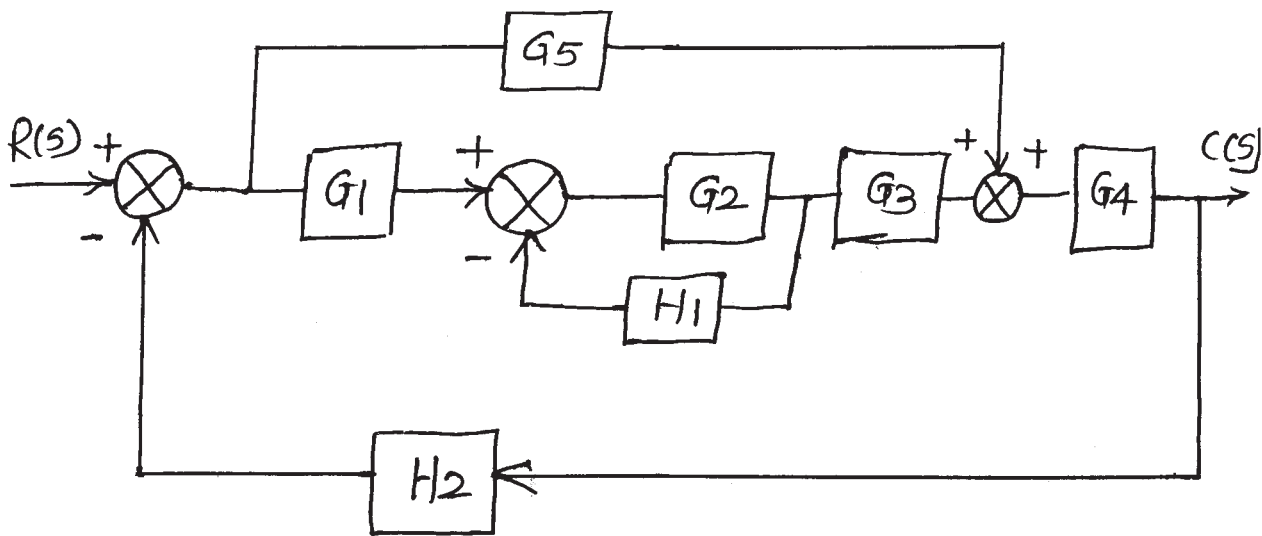 G5
R(S) +
-
G1
+
-
G2
G3
+
+
G4
C(S)
H1
H2